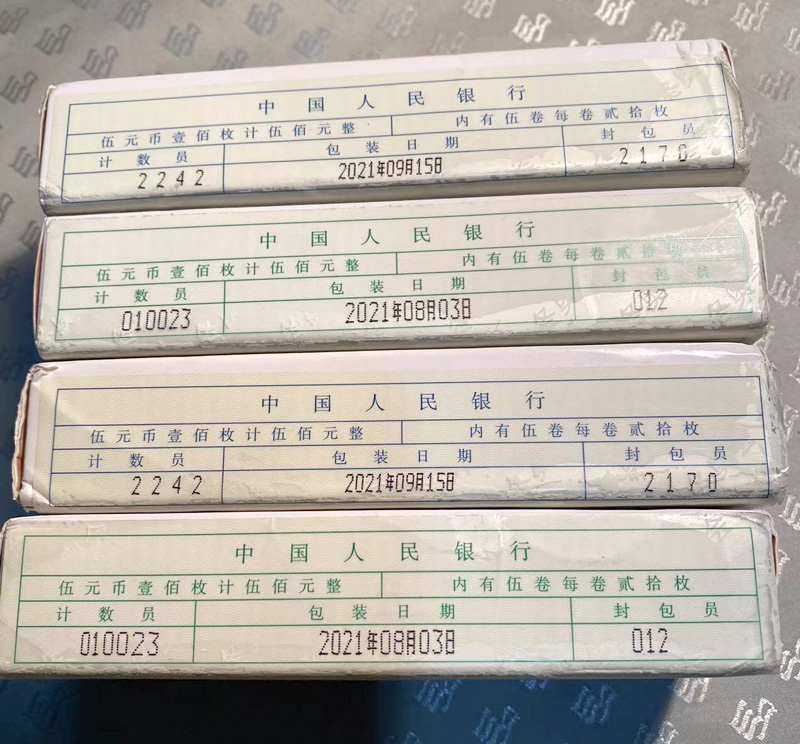 中国人民银行
伍元币壹佰枚计伍佰元整 内有伍卷每卷贰拾枚
计数员 包装日期 封包员
2242 2021年09月15日 2170
中国人民银行
伍元币壹佰枚计伍佰元整 内有伍卷每卷贰拾枚
计数员 包装日期 封包员
010023 2021年08月03日 012
中国人民银行
伍元币壹佰枚计伍佰元整 内有伍卷每卷贰拾枚
计数员 包装日期 封包员
2242 2021年09月15日 2170
中国人民银行
伍元币壹佰枚计伍佰元整 内有伍卷每卷贰拾枚
计数员 包装日期 封包员
010023 2021年08月03日 012